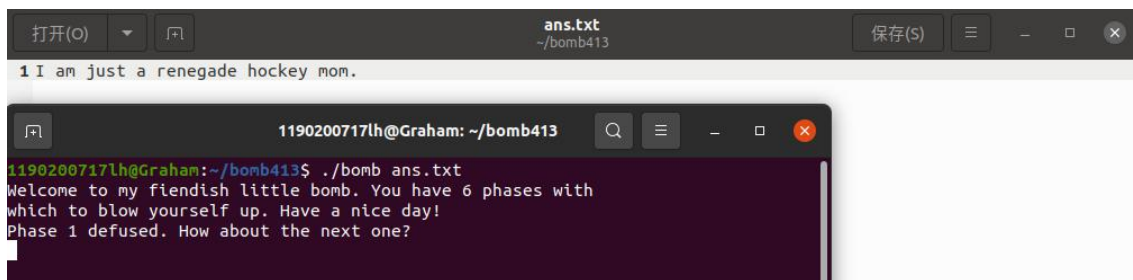 打开(O)
ans.txt
~/bomb413
保存(S)
1 I am just a renegade hockey mom.
1190200717lh@Graham: ~/bomb413
1190200717lh@Graham:~/bomb413$ ./bomb ans.txt
Welcome to my fiendish little bomb. You have 6 phases with
which to blow yourself up. Have a nice day!
Phase 1 defused. How about the next one?